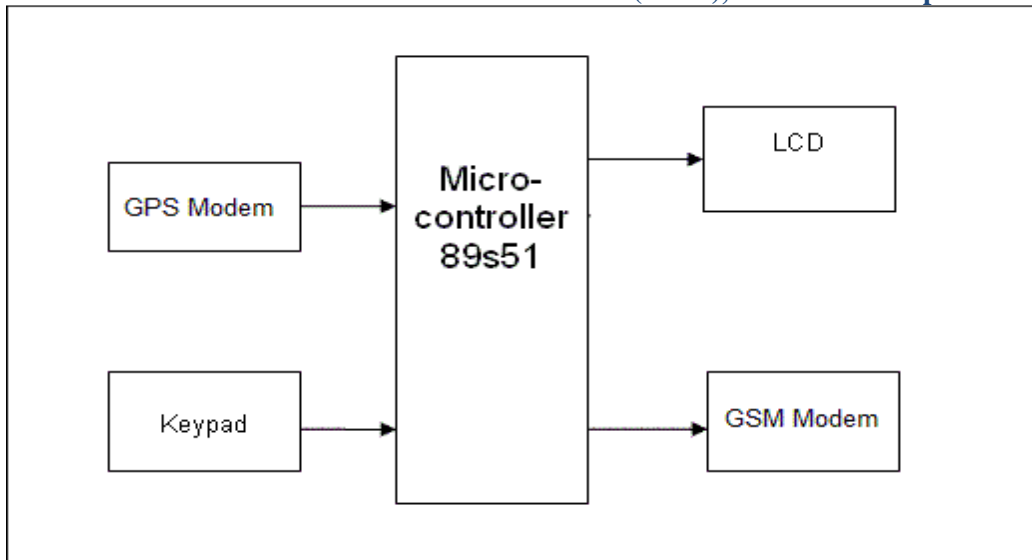 GPS Modem
Keypad
Micro-
controller
89s51
LCD
GSM Modem